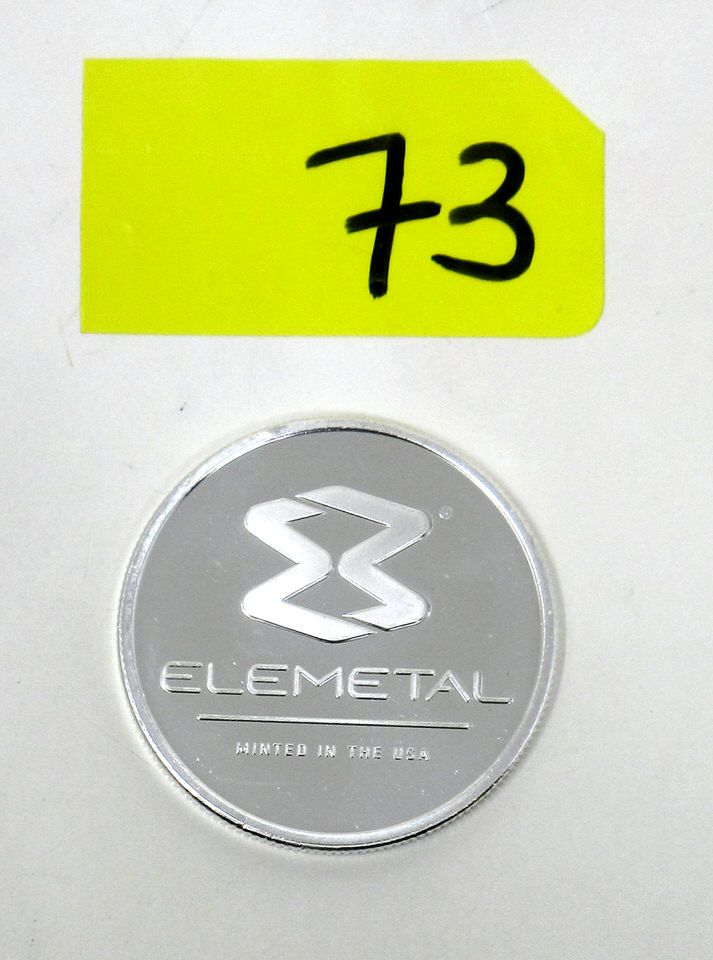 73
®
ELEMETAL
MINTED IN THE USA